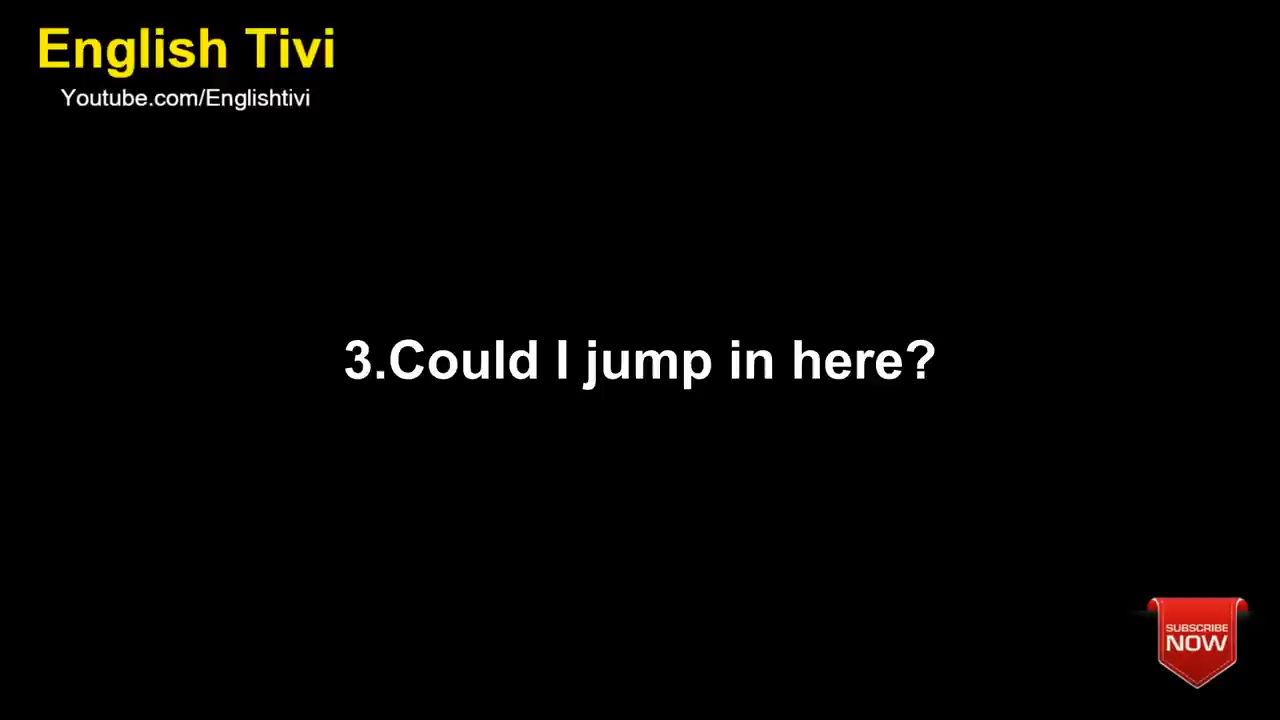 English Tivi
Youtube.com/Englishtivi
3.Could I jump in here?
SUBSCRIBE
NOW